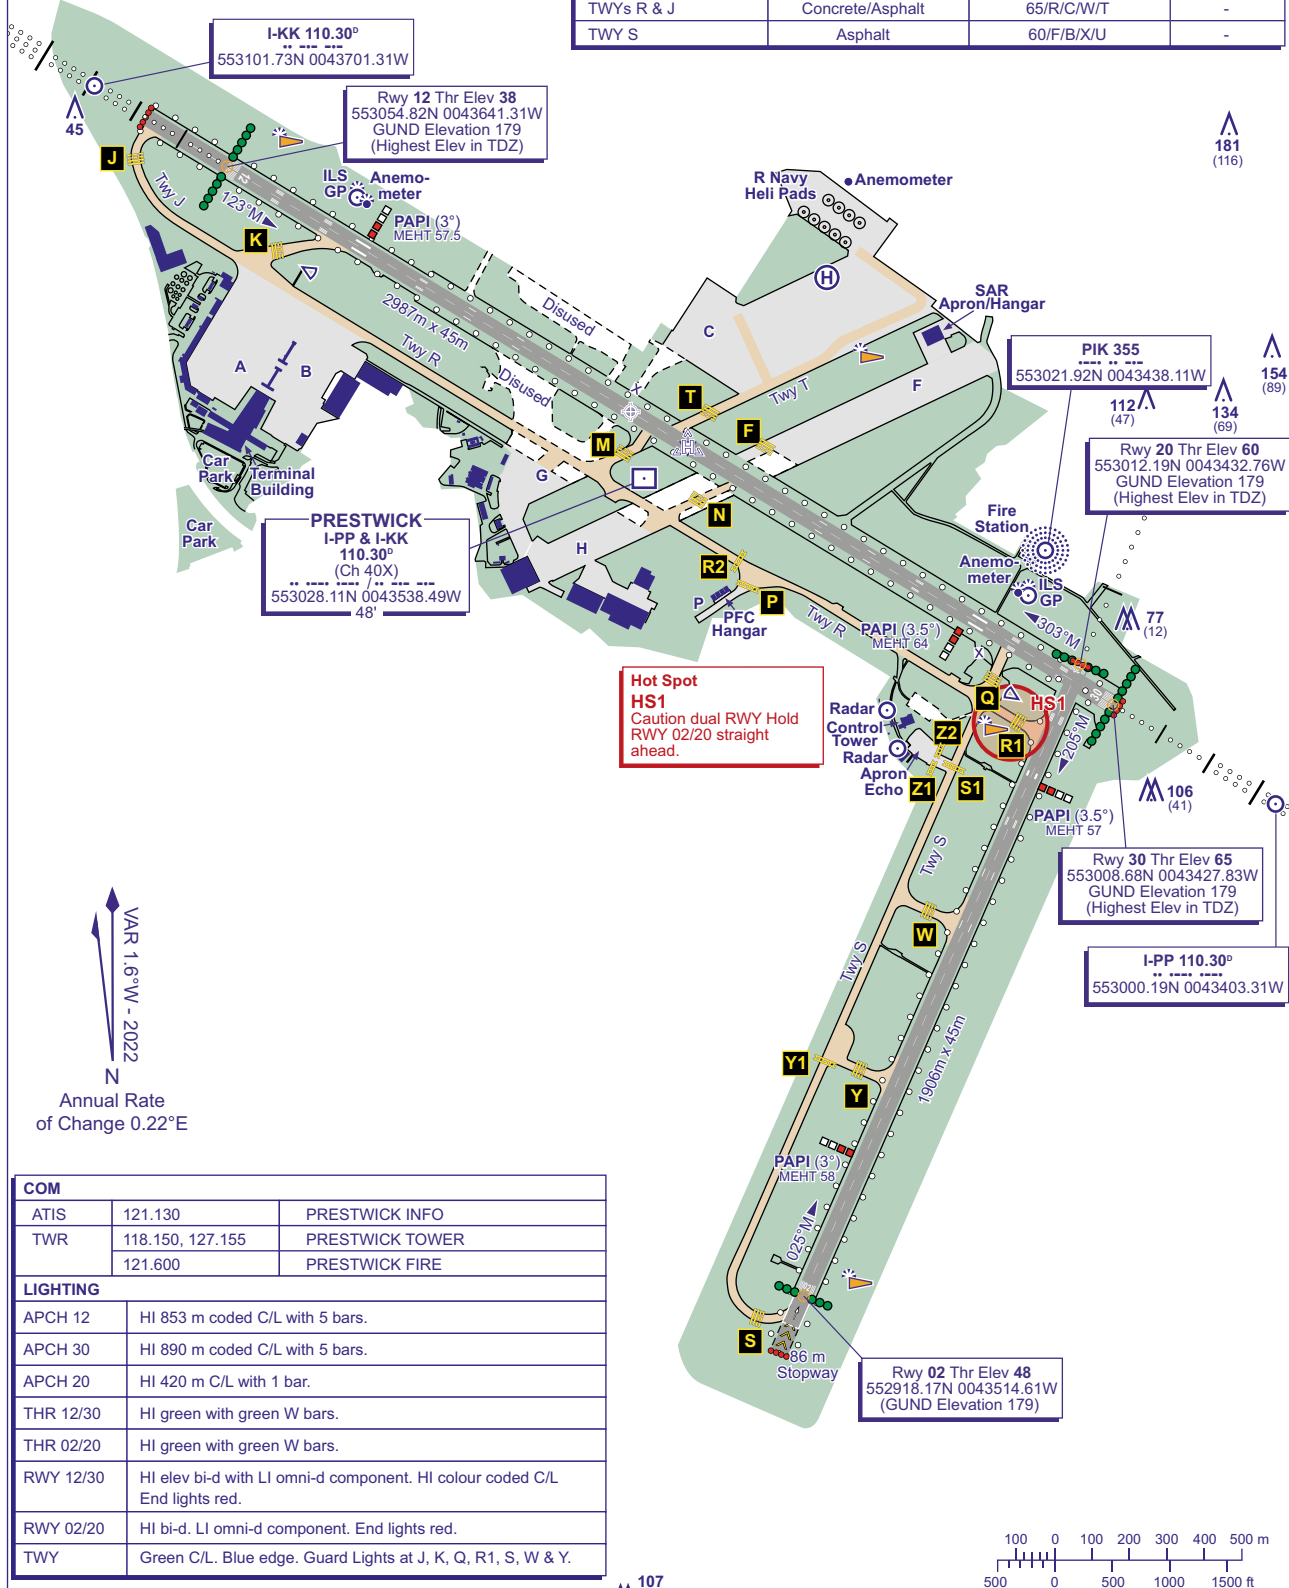 TWYs R & J Concrete/Asphalt 65/R/C/W/T -
TWY S Asphalt 60/F/B/X/U -
I-KK 110.30D
553101.73N 0043701.31W
45
Rwy 12 Thr Elev 38
553054.82N 0043641.31W
GUND Elevation 179
(Highest Elev in TDZ)
181
(116)
J
Twy J
12
123°M
ILS
GP
Anemo-
meter
PAPI (3°)
MEHT 57.5
K
R Navy
Heli Pads
Anemometer
H
SAR
Apron/Hangar
2987m x 45m
Disused
C
Twy R
Disused
X
Twy T
F
A
B
T
F
M
H
G
N
PIK 355
553021.92N 0043438.11W
154
(89)
112
(47)
134
(69)
Rwy 20 Thr Elev 60
553012.19N 0043432.76W
GUND Elevation 179
(Highest Elev in TDZ)
Car
Park
Terminal
Building
Car
Park
PRESTWICK
I-PP & I-KK
110.30D
(Ch 40X)
553028.11N 0043538.49W
48'
H
R2
P
P
PFC
Hangar
Twy R
Fire
Station
Anemo-
meter
ILS
GP
303°M
77
(12)
PAPI (3.5°)
MEHT 64
X
Hot Spot
HS1
Caution dual RWY Hold
RWY 02/20 straight
ahead.
Q
HS1
R1
30
205°M
Radar
Control
Tower
Radar
Apron
Echo
Z2
Z1
S1
106
(41)
PAPI (3.5°)
MEHT 57
Twy S
Rwy 30 Thr Elev 65
553008.68N 0043427.83W
GUND Elevation 179
(Highest Elev in TDZ)
W
Twy S
I-PP 110.30D
553000.19N 0043403.31W
VAR 1.6°W - 2022
N
Annual Rate
of Change 0.22°E
1906m x 45m
Y1
Y
PAPI (3°)
MEHT 58
025°M
S
86 m
Stopway
Rwy 02 Thr Elev 48
552918.17N 0043514.61W
(GUND Elevation 179)
COM
ATIS 121.130 PRESTWICK INFO
TWR 118.150, 127.155 PRESTWICK TOWER
121.600 PRESTWICK FIRE
LIGHTING
APCH 12 HI 853 m coded C/L with 5 bars.
APCH 30 HI 890 m coded C/L with 5 bars.
APCH 20 HI 420 m C/L with 1 bar.
THR 12/30 HI green with green W bars.
THR 02/20 HI green with green W bars.
RWY 12/30 HI elev bi-d with LI omni-d component. HI colour coded C/L
End lights red.
RWY 02/20 HI bi-d. LI omni-d component. End lights red.
TWY Green C/L. Blue edge. Guard Lights at J, K, Q, R1, S, W & Y.
107
100 0 100 200 300 400 500 m
500 0 500 1000 1500 ft